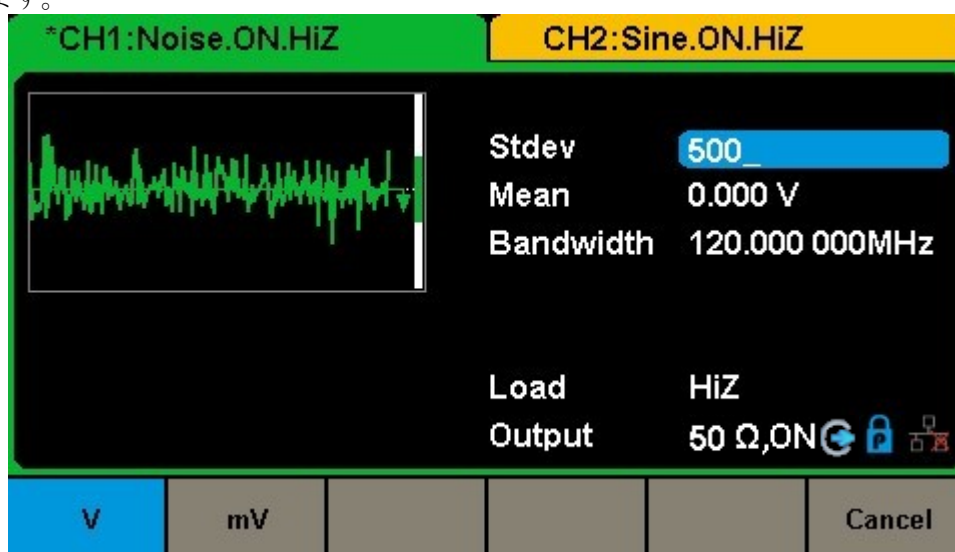 す。
*CH1:Noise.ON.HiZ
CH2:Sine.ON.HiZ
Stdev 500_
Mean 0.000 V
Bandwidth 120.000 000MHz
Load HiZ
Output 50 Ω,ON
P
V mV Cancel